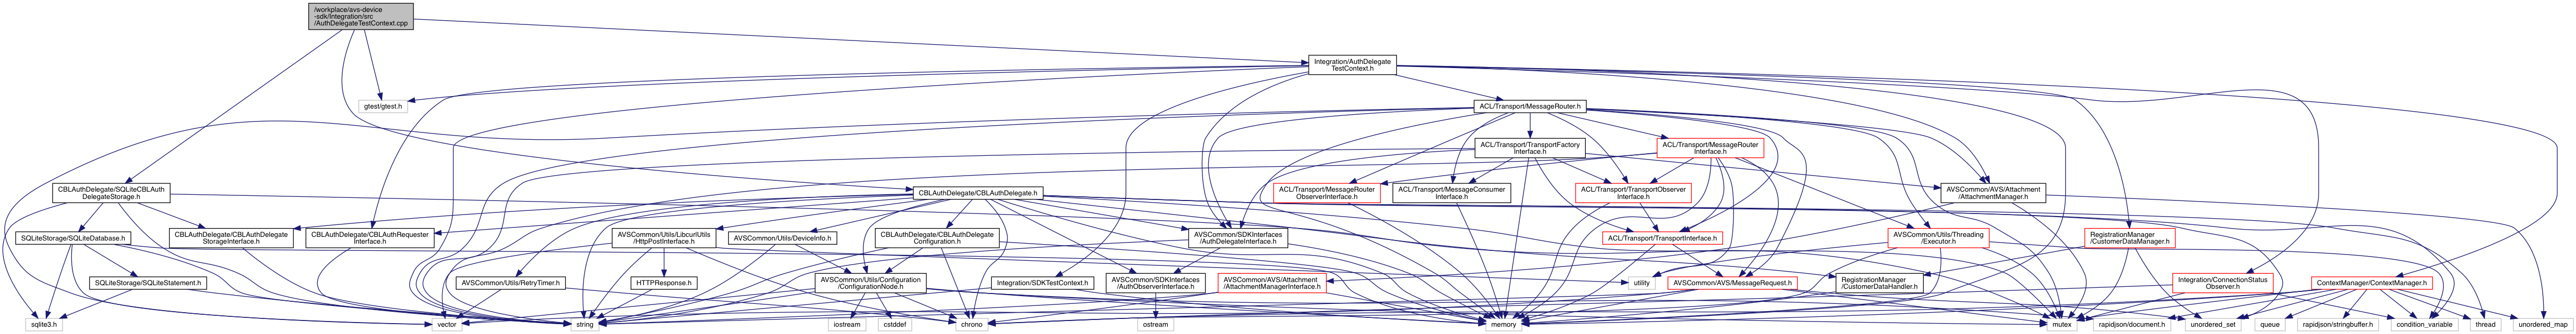 /workplace/avs-device
-sdk/Integration/src
/AuthDelegateTestContext.cpp
Integration/AuthDelegate
TestContext.h
gtest/gtest.h
ACL/Transport/MessageRouter.h
ACL/Transport/TransportFactory
Interface.h
ACL/Transport/MessageRouter
Interface.h
CBLAuthDelegate/SQLiteCBLAuth
DelegateStorage.h
CBLAuthDelegate/CBLAuthDelegate.h
ACL/Transport/MessageRouter
ObserverInterface.h
ACL/Transport/MessageConsumer
Interface.h
ACL/Transport/TransportObserver
Interface.h
AVSCommon/AVS/Attachment
/AttachmentManager.h
SQLiteStorage/SQLiteDatabase.h
CBLAuthDelegate/CBLAuthDelegate
StorageInterface.h
CBLAuthDelegate/CBLAuthRequester
Interface.h
AVSCommon/Utils/LibcurlUtils
/HttpPostInterface.h
AVSCommon/Utils/DeviceInfo.h
CBLAuthDelegate/CBLAuthDelegate
Configuration.h
AVSCommon/SDKInterfaces
/AuthDelegateInterface.h
ACL/Transport/TransportInterface.h
AVSCommon/Utils/Threading
/Executor.h
RegistrationManager
/CustomerDataManager.h
SQLiteStorage/SQLiteStatement.h
AVSCommon/Utils/RetryTimer.h
HTTPResponse.h
AVSCommon/Utils/Configuration
/ConfigurationNode.h
Integration/SDKTestContext.h
AVSCommon/SDKInterfaces
/AuthObserverInterface.h
AVSCommon/AVS/Attachment
/AttachmentManagerInterface.h
utility
AVSCommon/AVS/MessageRequest.h
RegistrationManager
/CustomerDataHandler.h
Integration/ConnectionStatus
Observer.h
ContextManager/ContextManager.h
sqlite3.h
vector
string
iostream
cstddef
chrono
ostream
memory
mutex
rapidjson/document.h
unordered_set
queue
rapidjson/stringbuffer.h
condition_variable
thread
unordered_map